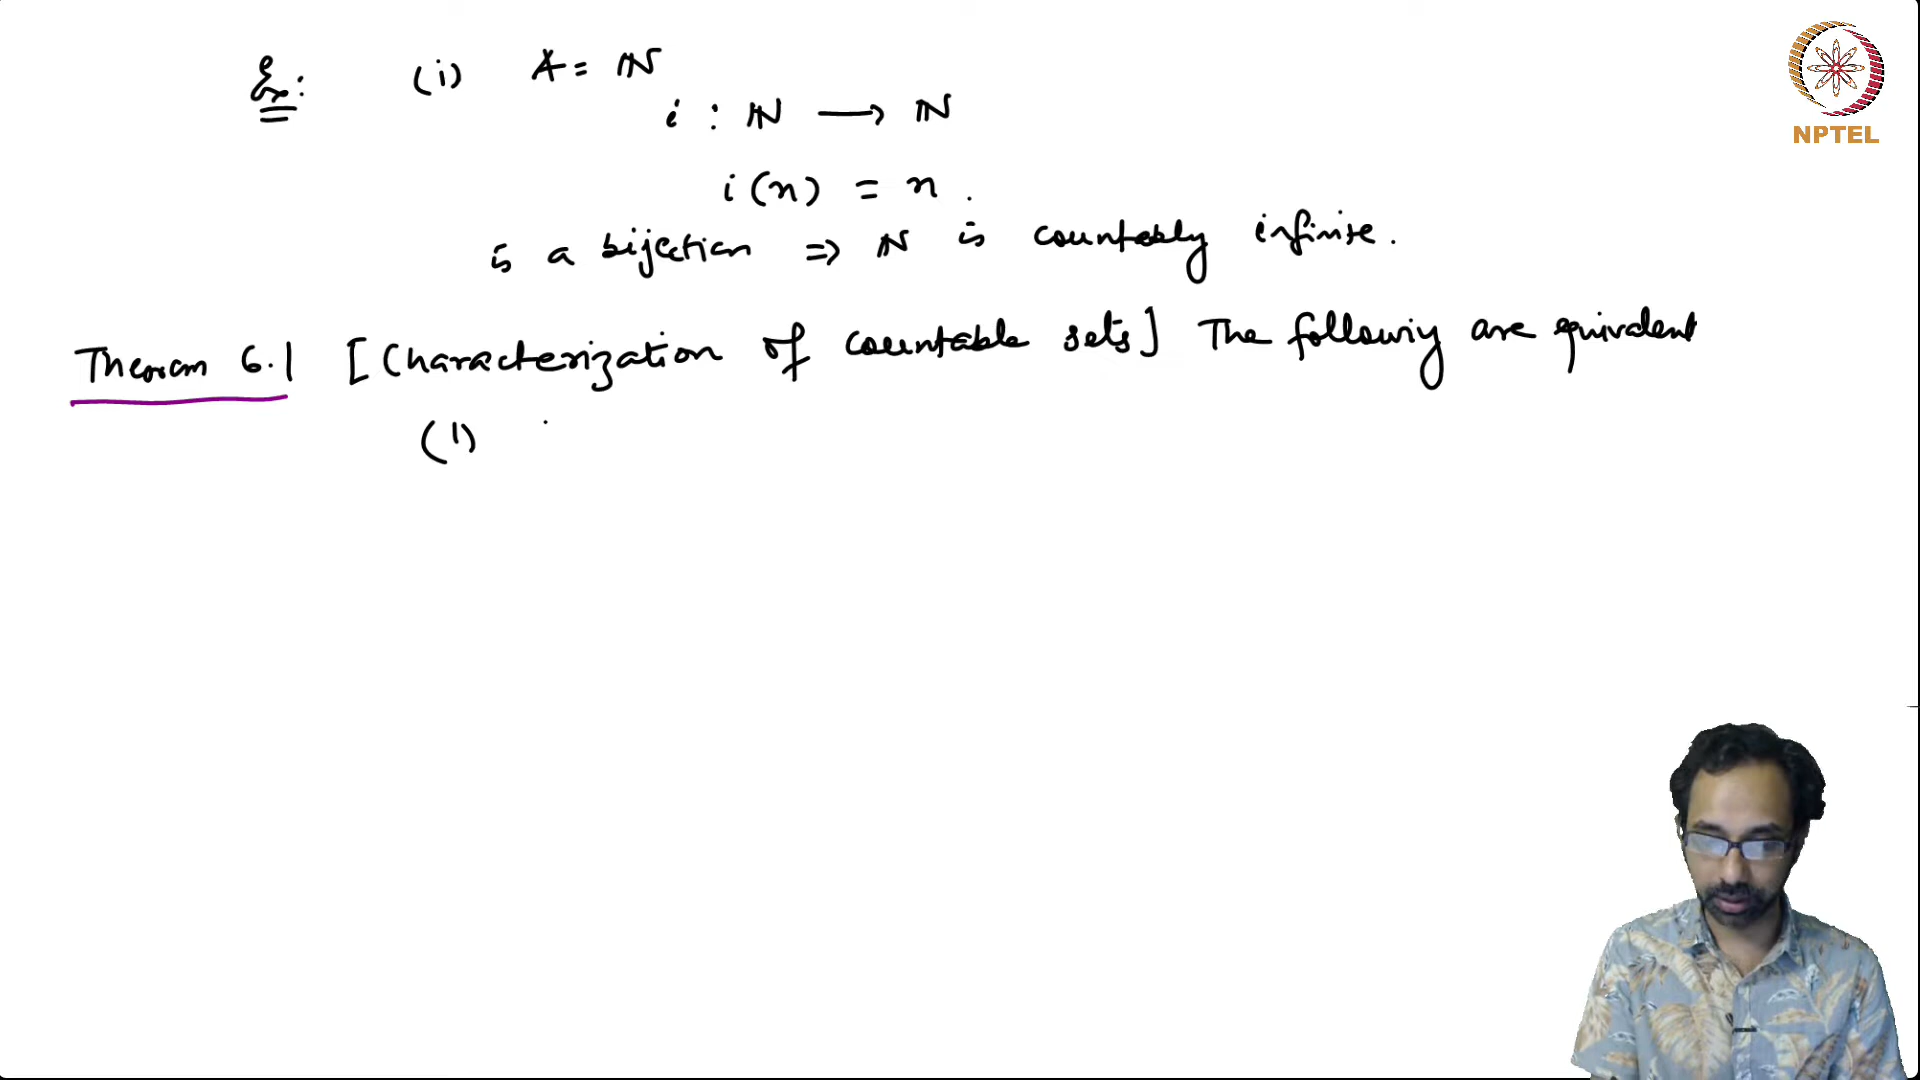 Ex: (i) A = ℕ
i : ℕ → ℕ
i(n) = n.
is a bijection ⇒ ℕ is countably infinite.
Theorem 6.1 [Characterization of countable sets] The following are equivalent
(1)
NPTEL